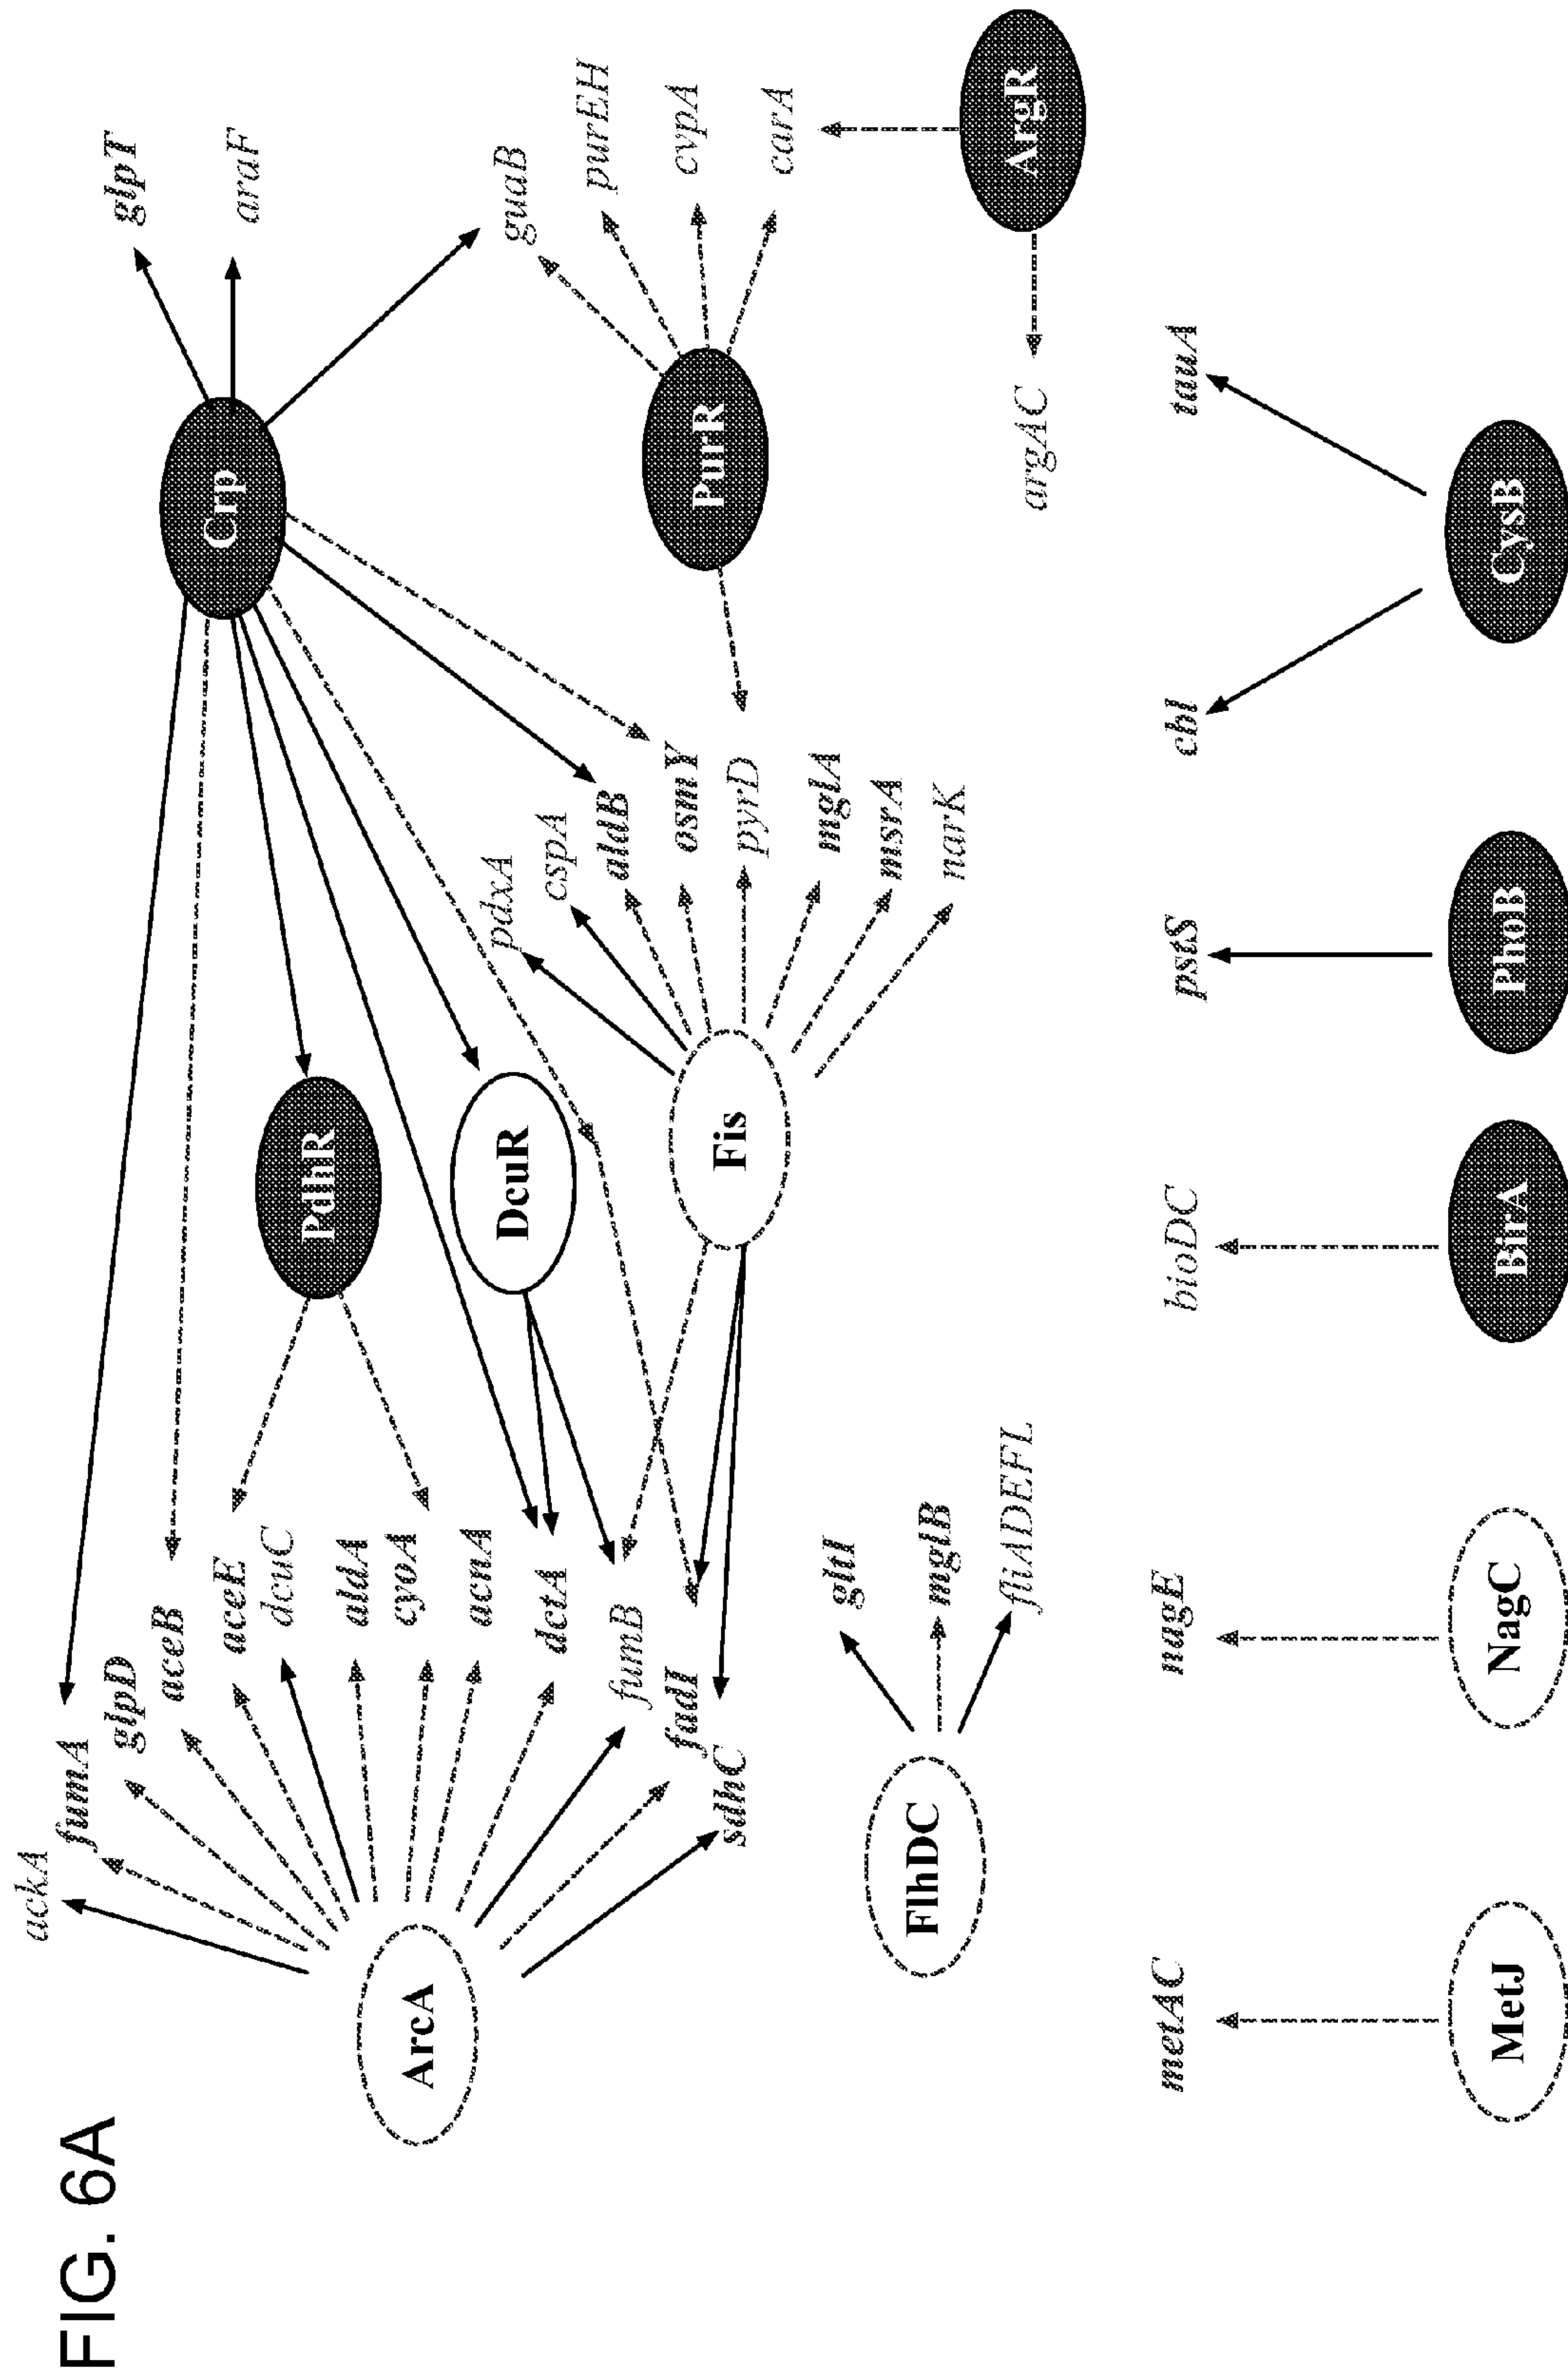 FIG. 6A
ackA
fumA
glpD
aceB
aceE
dcuC
aldA
cyoA
acnA
dctA
fumB
fadI
sdhC
ArcA
PdhR
DcuR
Fis
Crp
glpT
araF
guaB
purEH
cvpA
carA
PurR
ArgR
argAC
pdxA
cspA
aldB
osmY
pyrD
mglA
msrA
narK
FlhDC
gltI
mglB
fliADEFL
metAC
nagE
bioDC
pstS
cbl
tauA
MetJ
NagC
BirA
PhoB
CysB